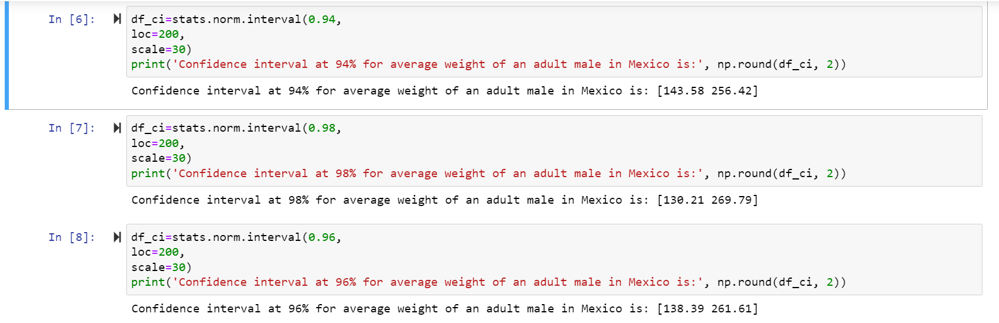 In [6]:
df_ci=stats.norm.interval(0.94,
loc=200,
scale=30)
print('Confidence interval at 94% for average weight of an adult male in Mexico is:', np.round(df_ci, 2))
Confidence interval at 94% for average weight of an adult male in Mexico is: [143.58 256.42]
In [7]:
df_ci=stats.norm.interval(0.98,
loc=200,
scale=30)
print('Confidence interval at 98% for average weight of an adult male in Mexico is:', np.round(df_ci, 2))
Confidence interval at 98% for average weight of an adult male in Mexico is: [130.21 269.79]
In [8]:
df_ci=stats.norm.interval(0.96,
loc=200,
scale=30)
print('Confidence interval at 96% for average weight of an adult male in Mexico is:', np.round(df_ci, 2))
Confidence interval at 96% for average weight of an adult male in Mexico is: [138.39 261.61]